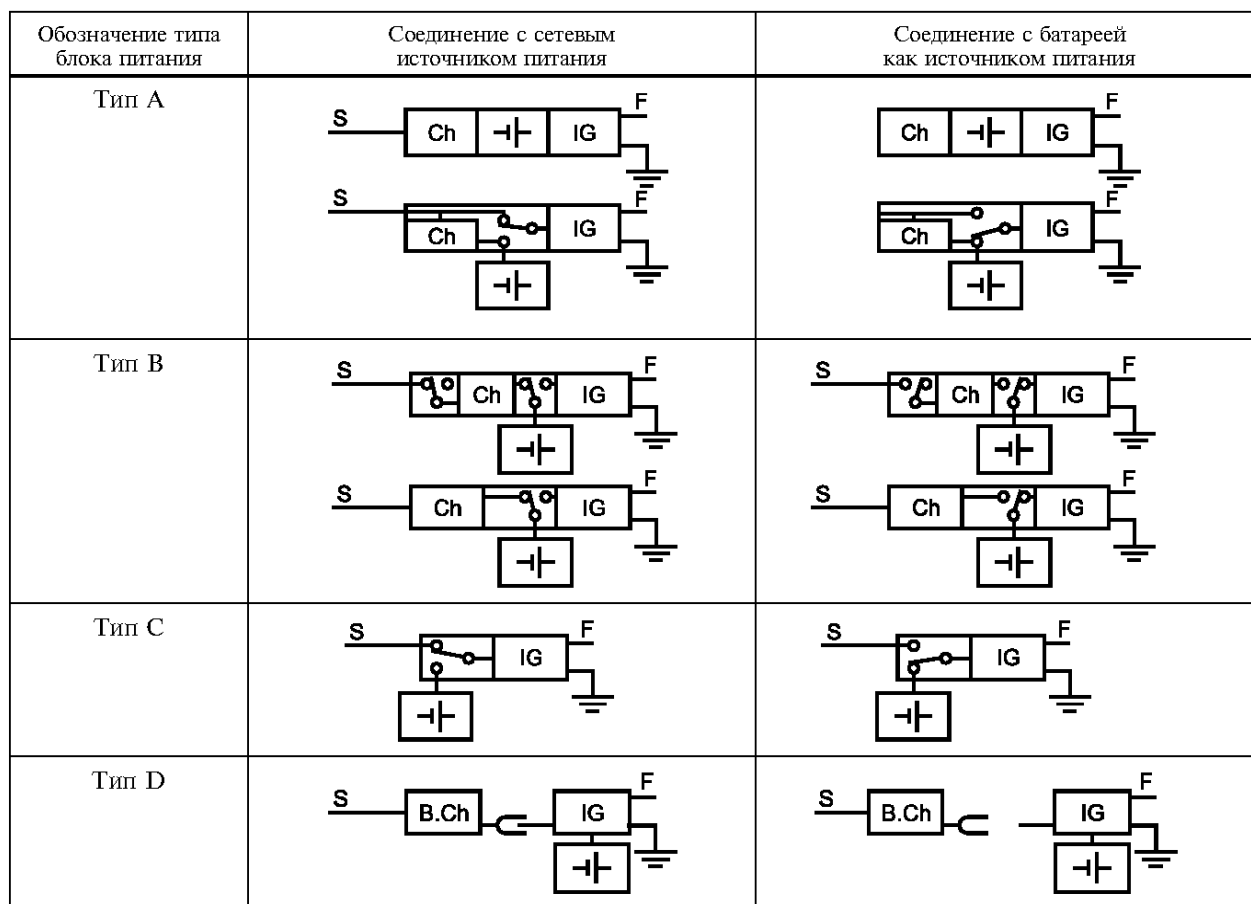 Обозначение типа
блока питания
Соединение с сетевым
источником питания
Соединение с батареей
как источником питания
Тип A
S
Ch
IG
F
Ch
IG
F
S
Ch
IG
F
Ch
IG
F
Тип B
S
Ch
IG
F
S
Ch
IG
F
S
Ch
IG
F
S
Ch
IG
F
Тип C
S
IG
F
S
IG
F
Тип D
S
B.Ch
IG
F
S
B.Ch
IG
F